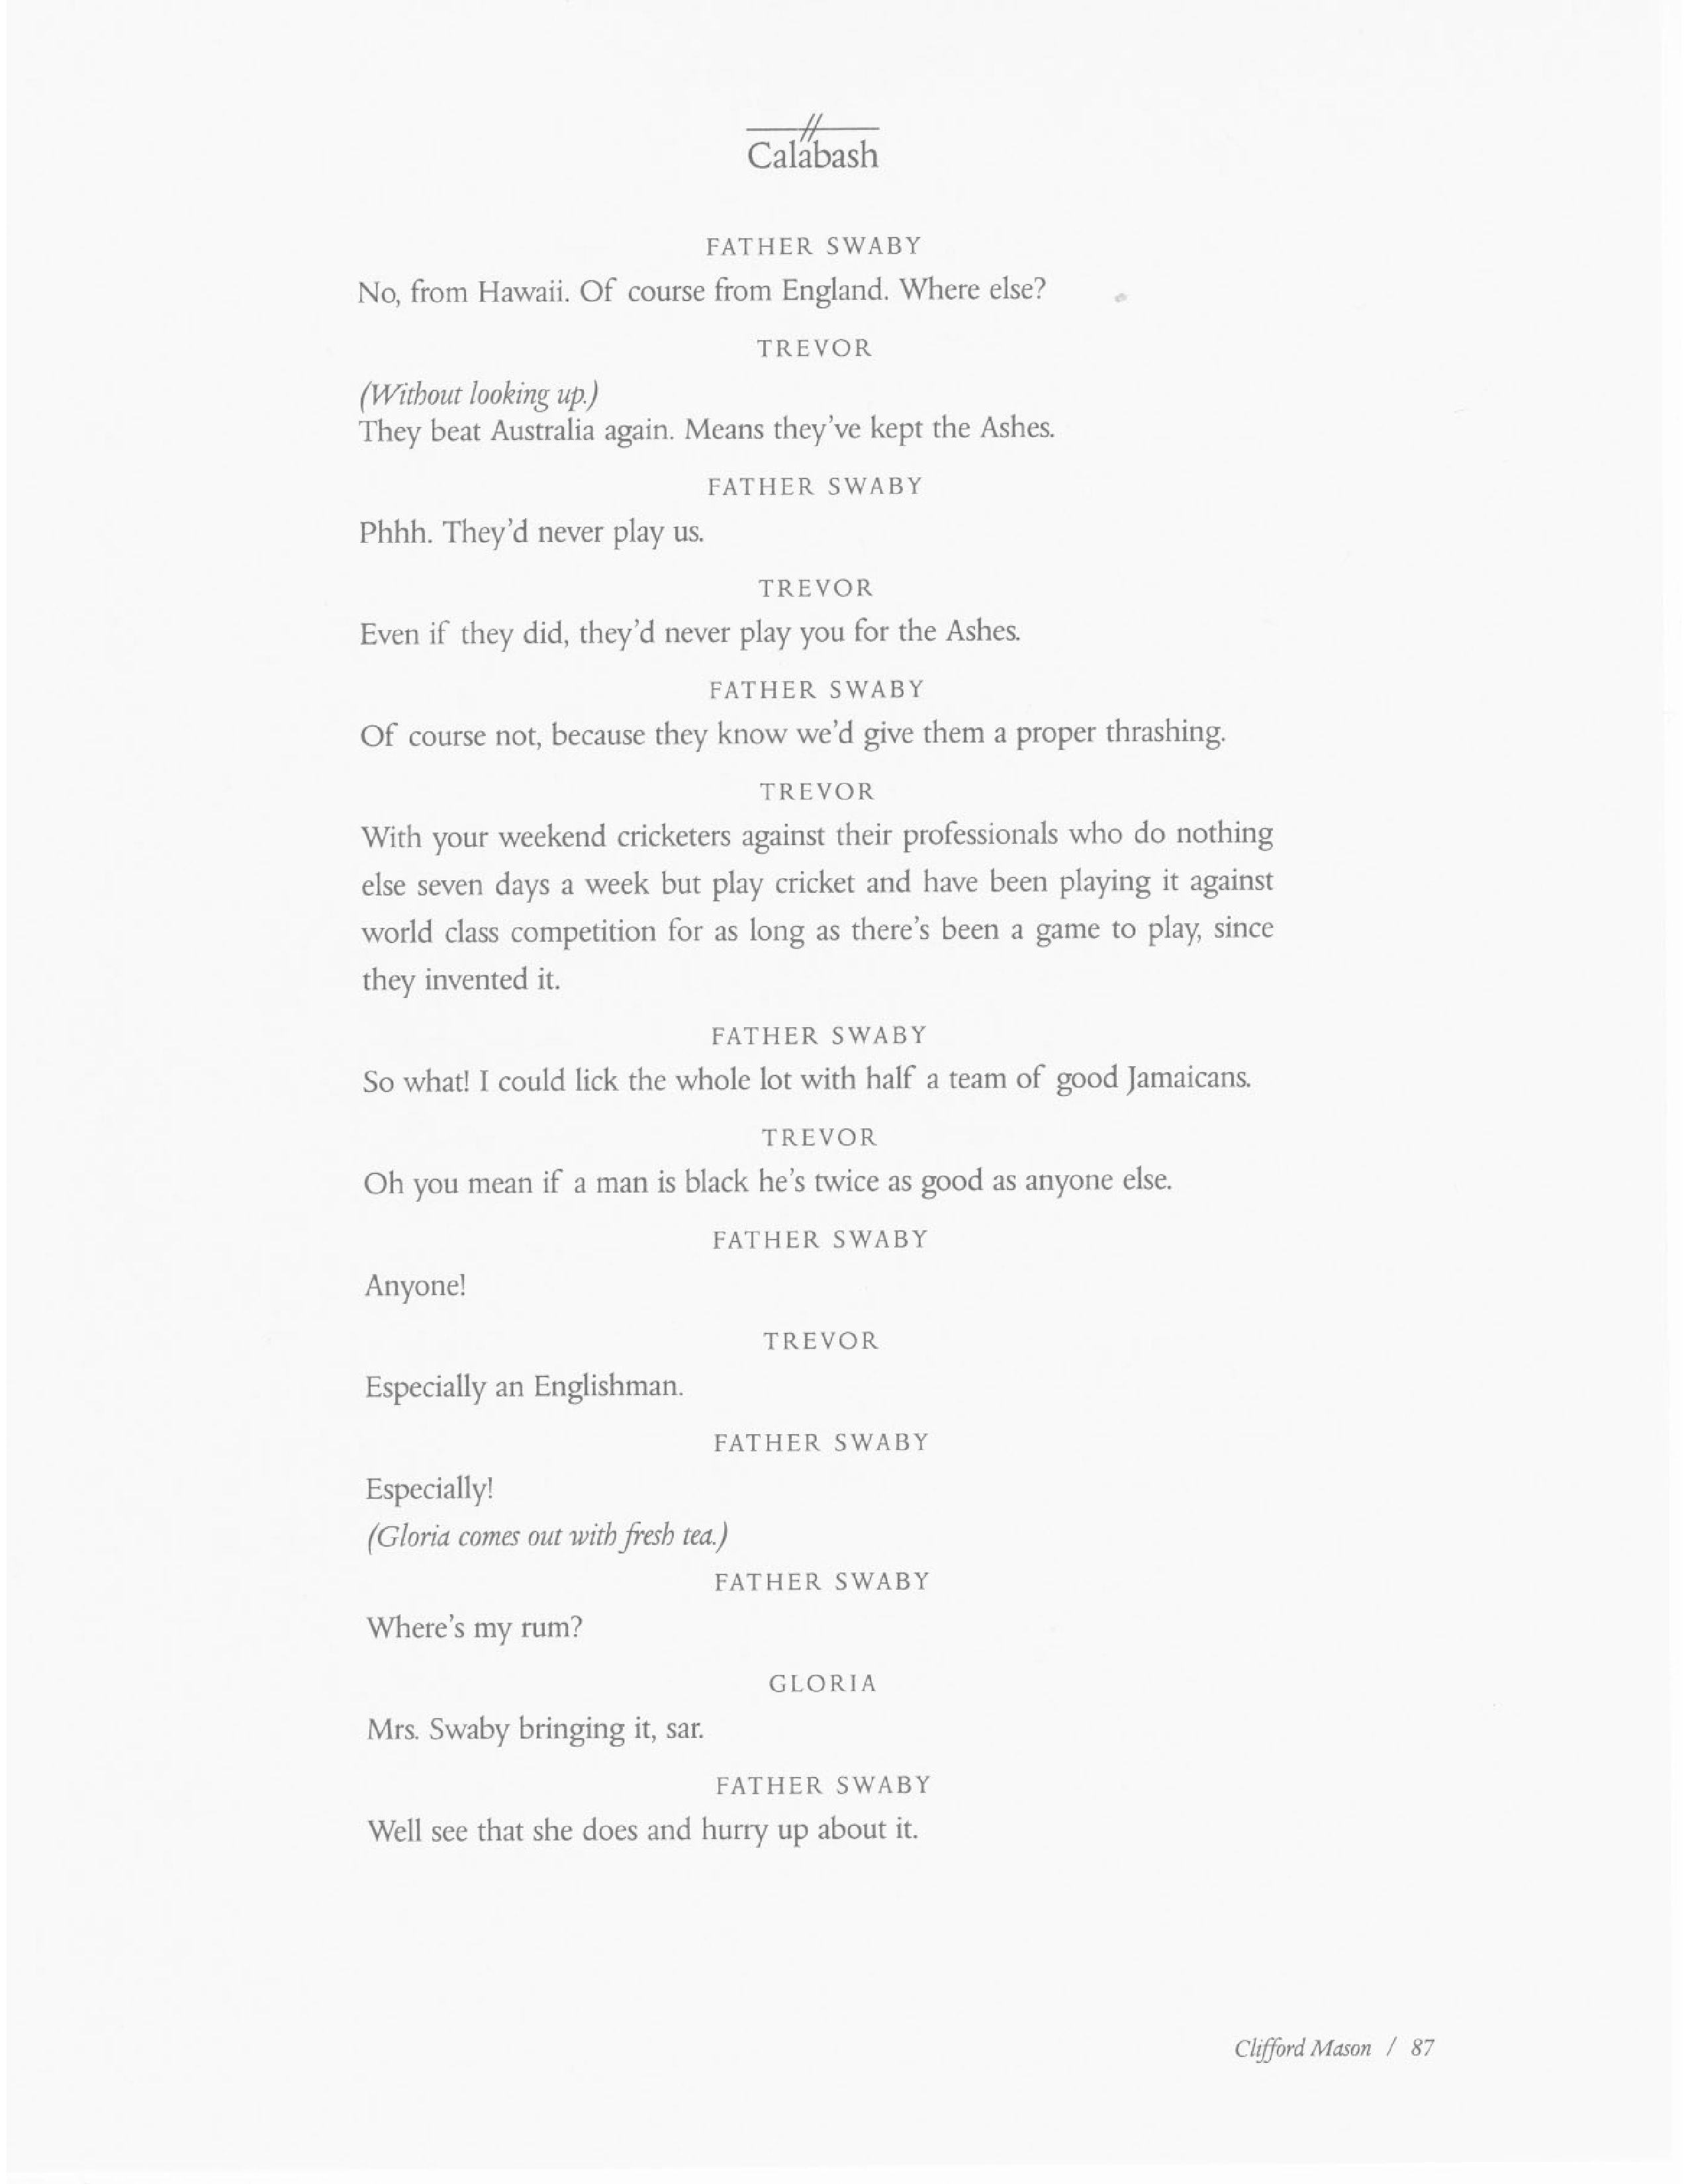 Calabash
FATHER SWABY
No, from Hawaii. Of course from England. Where else?
TREVOR
(Without looking up.)
They beat Australia again. Means they've kept the Ashes.
FATHER SWABY
Phhh. They'd never play us.
TREVOR
Even if they did, they'd never play you for the Ashes.
FATHER SWABY
Of course not, because they know we'd give them a proper thrashing.
TREVOR
With your weekend cricketers against their professionals who do nothing
else seven days a week but play cricket and have been playing it against
world class competition for as long as there's been a game to play, since
they invented it.
FATHER SWABY
So what! I could lick the whole lot with half a team of good Jamaicans.
TREVOR
Oh you mean if a man is black he's twice as good as anyone else.
FATHER SWABY
Anyone!
TREVOR
Especially an Englishman.
FATHER SWABY
Especially!
(Gloria comes out with fresh tea.)
FATHER SWABY
Where's my rum?
GLORIA
Mrs. Swaby bringing it, sar.
FATHER SWABY
Well see that she does and hurry up about it.
Clifford Mason / 87